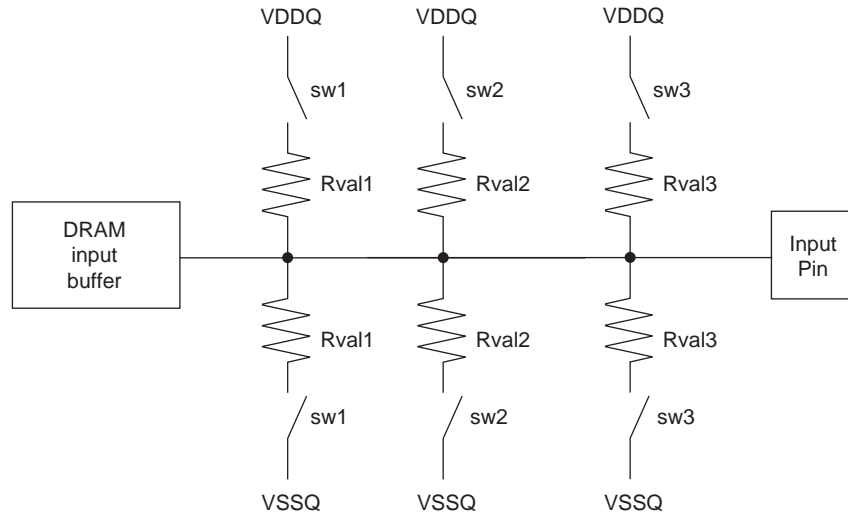 VDDQ VDDQ VDDQ
sw1 sw2 sw3
Rval1 Rval2 Rval3
DRAM
input
buffer
Input
Pin
Rval1 Rval2 Rval3
sw1 sw2 sw3
VSSQ VSSQ VSSQ